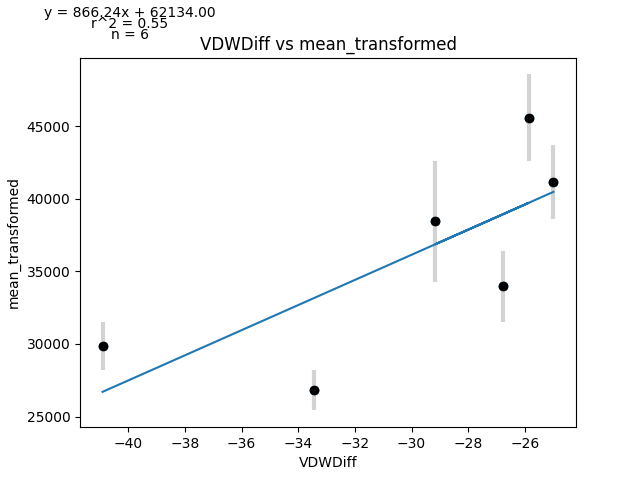 y = 866.24x + 62134.00
r^2 = 0.55
n = 6
VDWDiff vs mean_transformed
45000
40000
35000
30000
25000
mean_transformed
−40
−38
−36
−34
−32
−30
−28
−26
VDWDiff